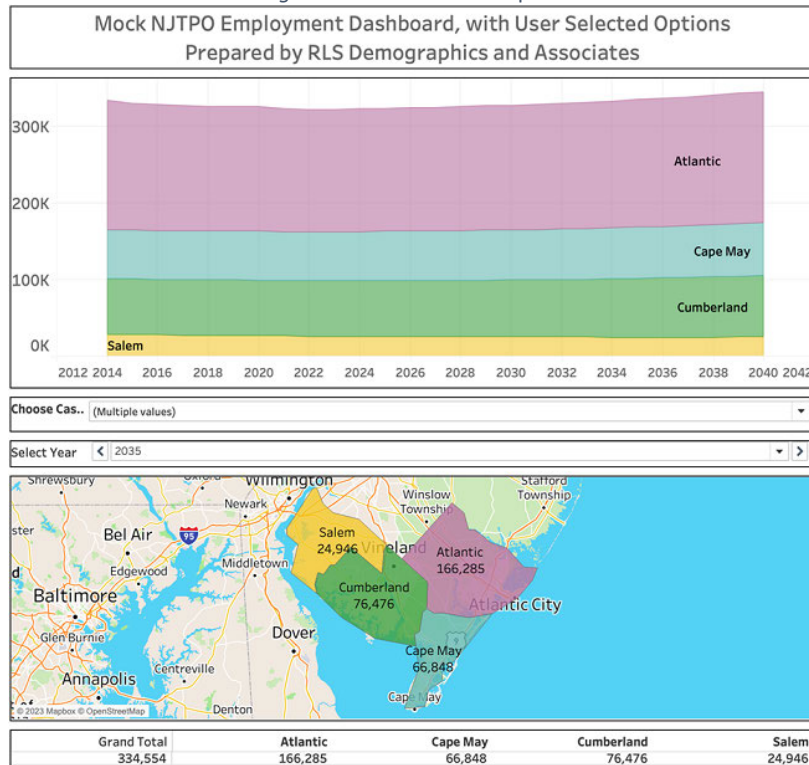 Mock NJTPO Employment Dashboard, with User Selected Options
Prepared by RLS Demographics and Associates
300K
Atlantic
200K
Cape May
100K
Cumberland
0K
Salem
2012 2014 2016 2018 2020 2022 2024 2026 2028 2030 2032 2034 2036 2038 2040 2042
Choose Cas.. (Multiple values)
Select Year 2035
Shrewsbury
Oxford
Wilmington
Winslow
Township
Stafford
Township
Newark
Salem
24,946
Bel Air
95
Vineland
Atlantic
166,285
Edgewood
Middletown
Cumberland
76,476
Baltimore
Atlantic City
Glen Burnie
Dover
9
Cape May
66,848
Centreville
Annapolis
Cape May
Denton
© 2023 Mapbox © OpenStreetMap
Grand Total Atlantic Cape May Cumberland Salem
334,554 166,285 66,848 76,476 24,946